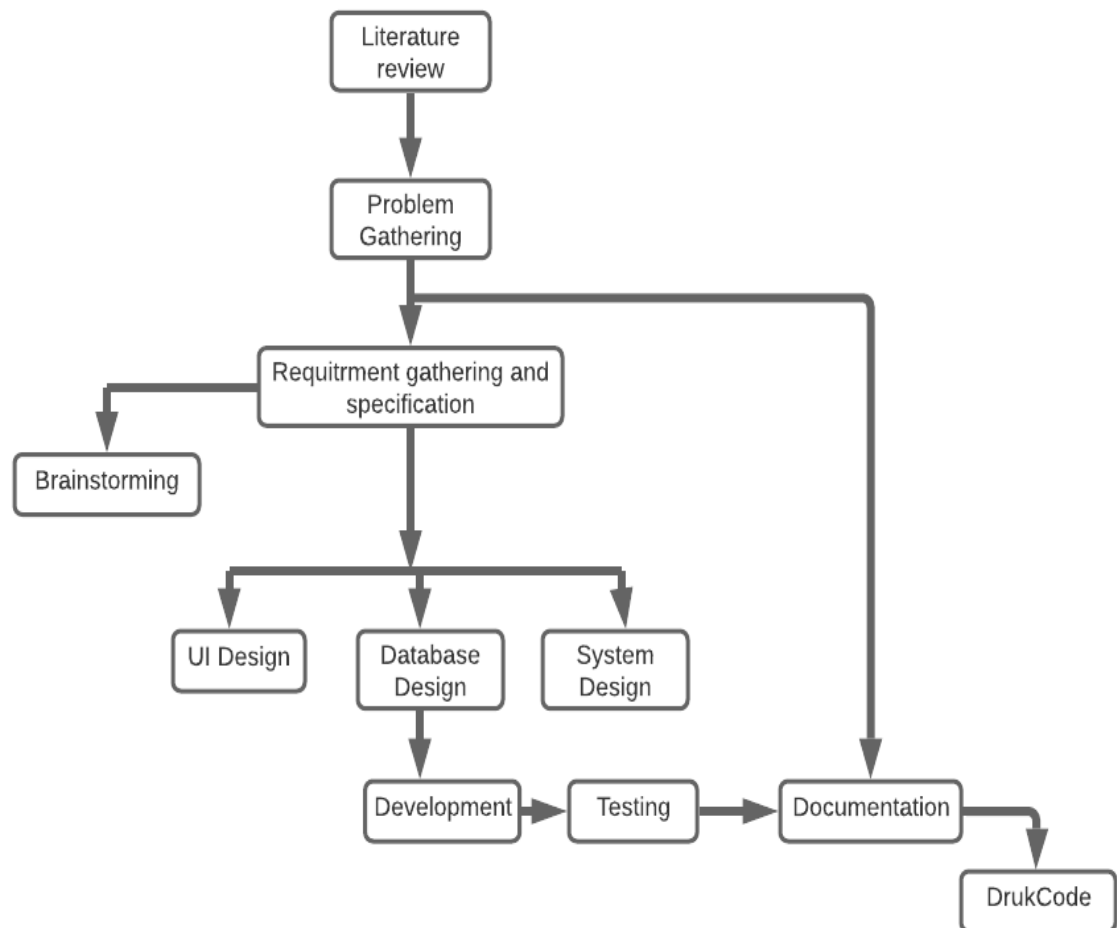 Literature
review
Problem
Gathering
Requitrment gathering and
specification
Brainstorming
UI Design
Database
Design
System
Design
Development
Testing
Documentation
DrukCode